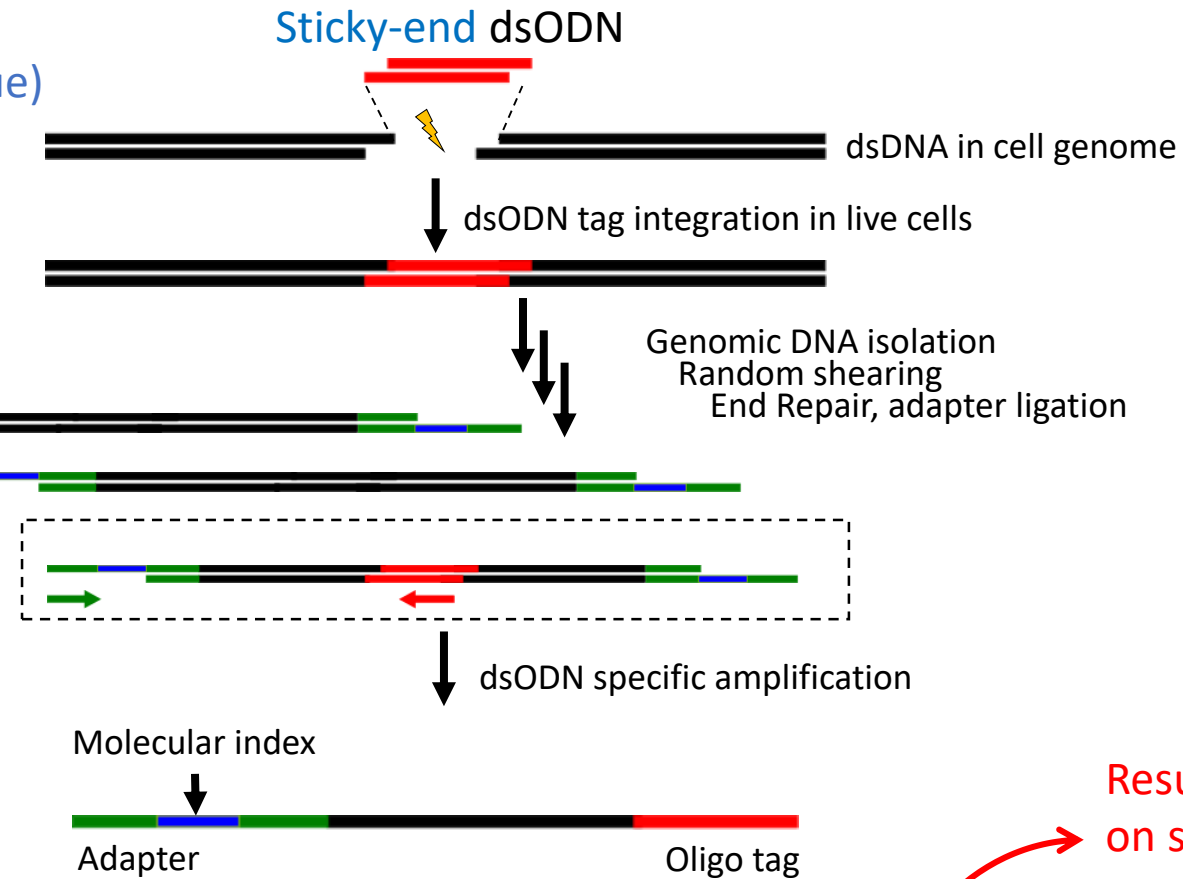 Sticky-end dsODN
dsDNA in cell genome
dsODN tag integration in live cells
Genomic DNA isolation
Random shearing
End Repair, adapter ligation
dsODN specific amplification
Molecular index
Adapter
Oligo tag
on